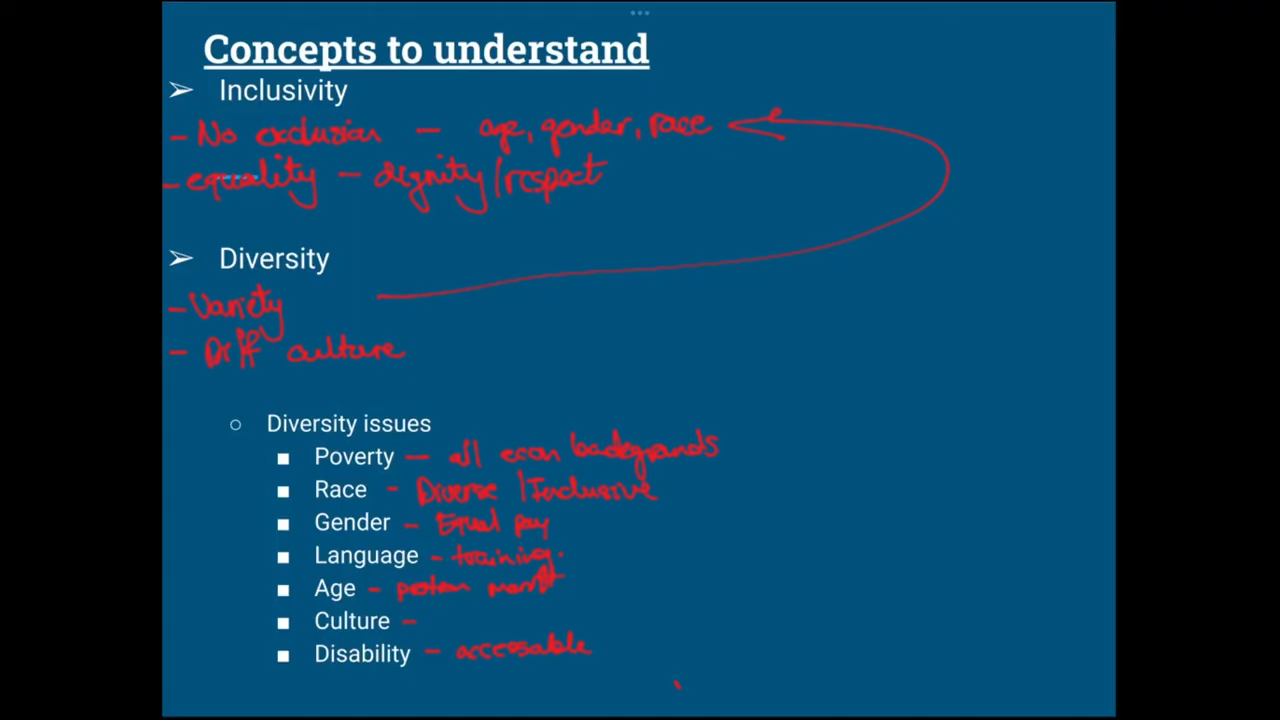 Concepts to understand
➢ Inclusivity
- No exclusion - age, gender, race
- equality - dignity/respect
➢ Diversity
- Variety
- Diff culture
○ Diversity issues
■ Poverty - all econ backgrounds
■ Race - Diverse/Inclusive
■ Gender - Equal pay
■ Language - training.
■ Age -
■ Culture -
■ Disability - accessable